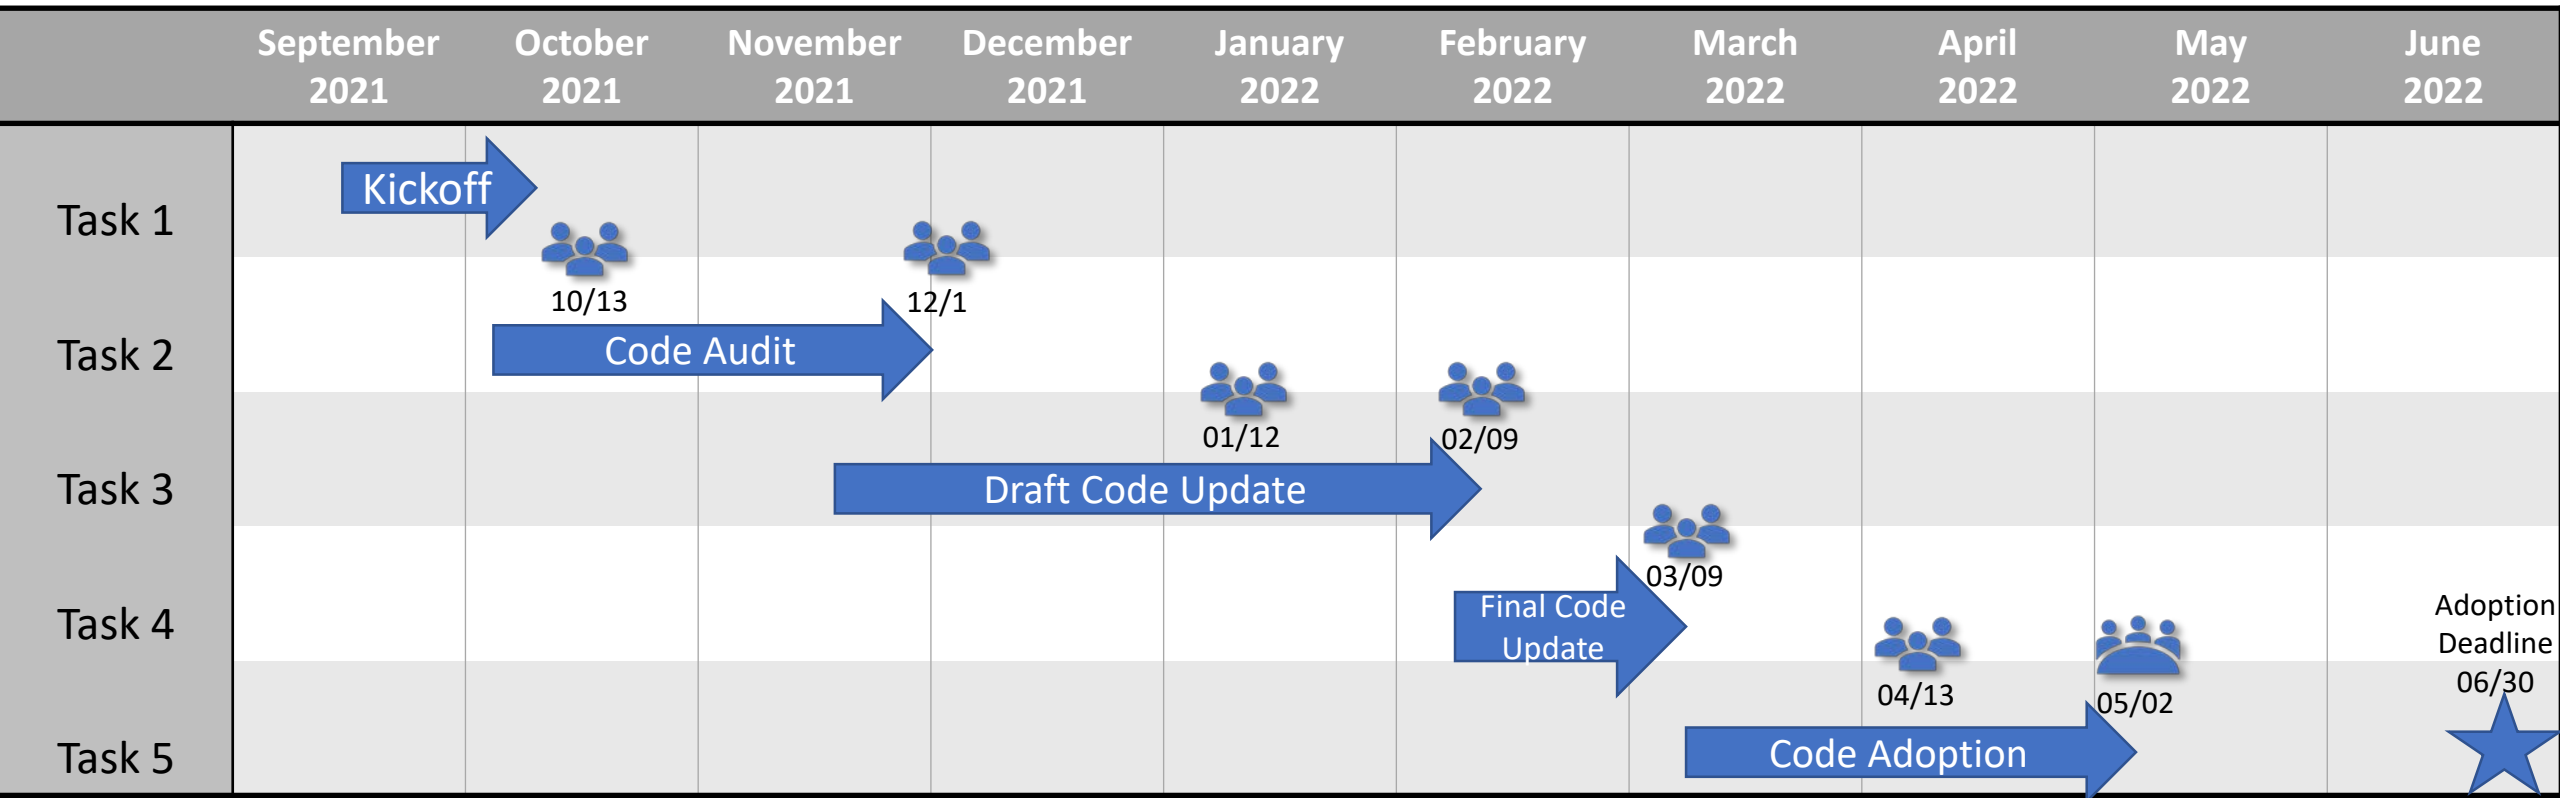 September 2021
October 2021
November 2021
December 2021
January 2022
February 2022
March 2022
April 2022
May 2022
June 2022
Task 1
Kickoff
10/13
12/1
Task 2
Code Audit
01/12
02/09
Task 3
Draft Code Update
03/09
Task 4
Final Code
Update
04/13
05/02
Adoption
Deadline
06/30
Task 5
Code Adoption